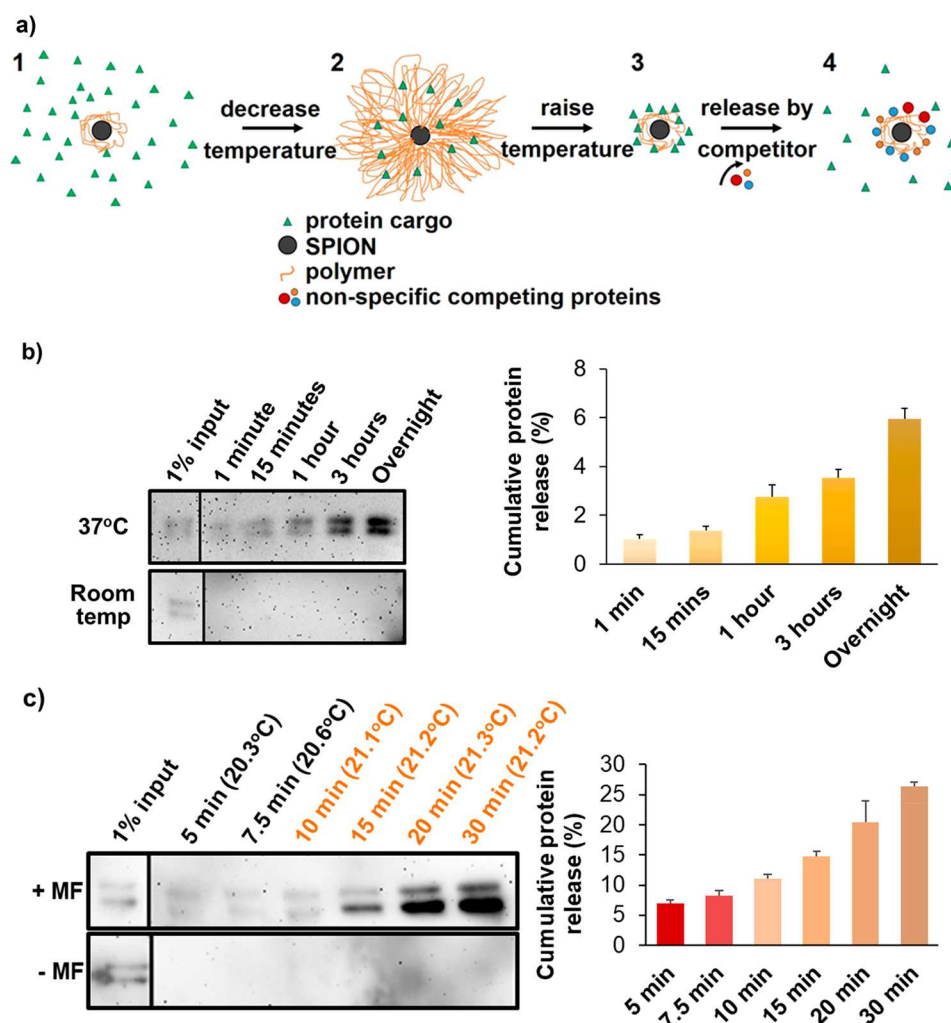 a)
1
2
3
4
decrease
temperature
raise
temperature
release by
competitor
protein cargo
SPION
polymer
non-specific competing proteins
b)
1% input
1 minute
15 minutes
1 hour
3 hours
Overnight
37°C
Room
temp
Cumulative protein
release (%)
8
6
4
2
0
1 min
15 mins
1 hour
3 hours
Overnight
c)
1% input
5 min (20.3°C)
7.5 min (20.6°C)
10 min (21.1°C)
15 min (21.2°C)
20 min (21.3°C)
30 min (21.2°C)
+ MF
- MF
Cumulative protein
release (%)
30
25
20
15
10
5
0
5 min
7.5 min
10 min
15 min
20 min
30 min